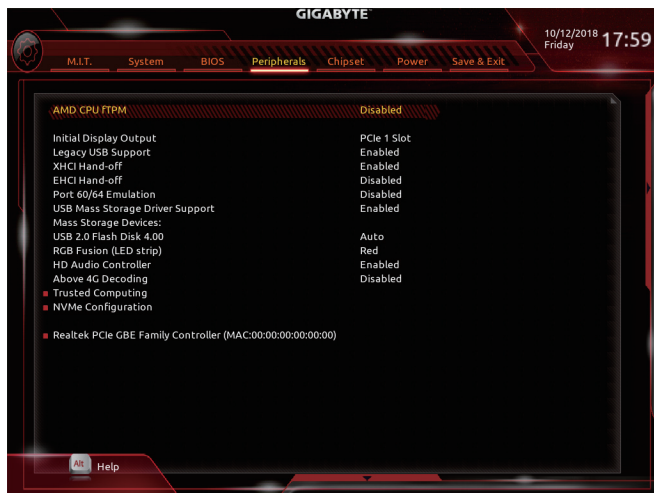 GIGABYTE™
10/12/2018 17:59
Friday
M.I.T. System BIOS Peripherals Chipset Power Save & Exit
AMD CPU fTPM Disabled
Initial Display Output PCIe 1 Slot
Legacy USB Support Enabled
XHCI Hand-off Enabled
EHCI Hand-off Disabled
Port 60/64 Emulation Disabled
USB Mass Storage Driver Support Enabled
Mass Storage Devices:
USB 2.0 Flash Disk 4.00 Auto
RGB Fusion (LED strip) Red
HD Audio Controller Enabled
Above 4G Decoding Disabled
Trusted Computing
NVMe Configuration
Realtek PCIe GBE Family Controller (MAC:00:00:00:00:00:00)
Alt Help